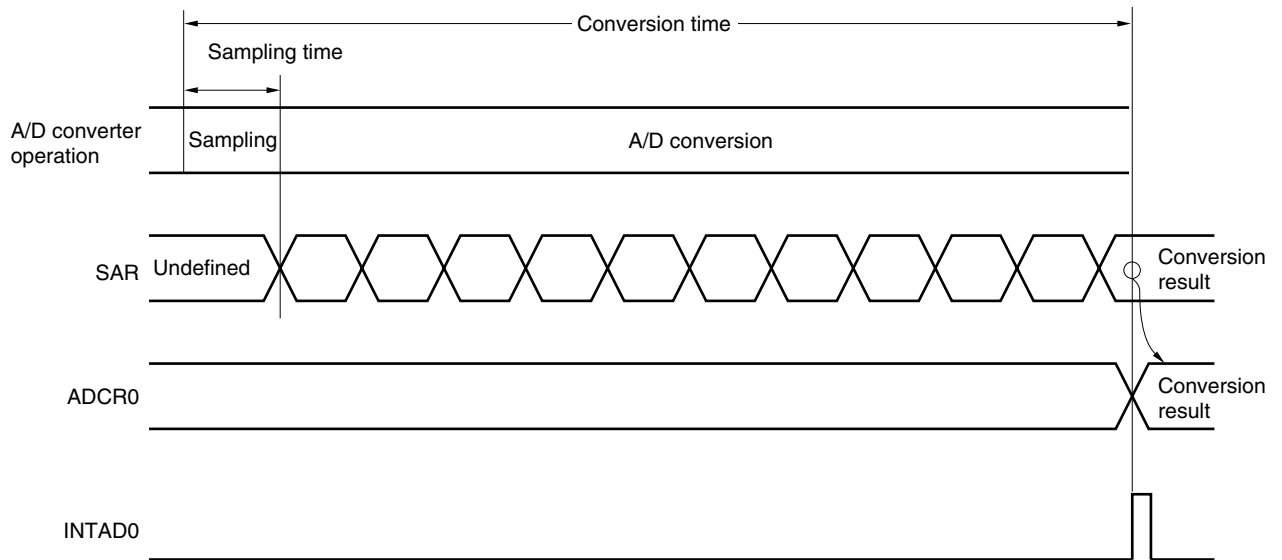 Conversion time
Sampling time
A/D converter
operation
Sampling
A/D conversion
SAR
Undefined
Conversion
result
ADCR0
Conversion
result
INTAD0